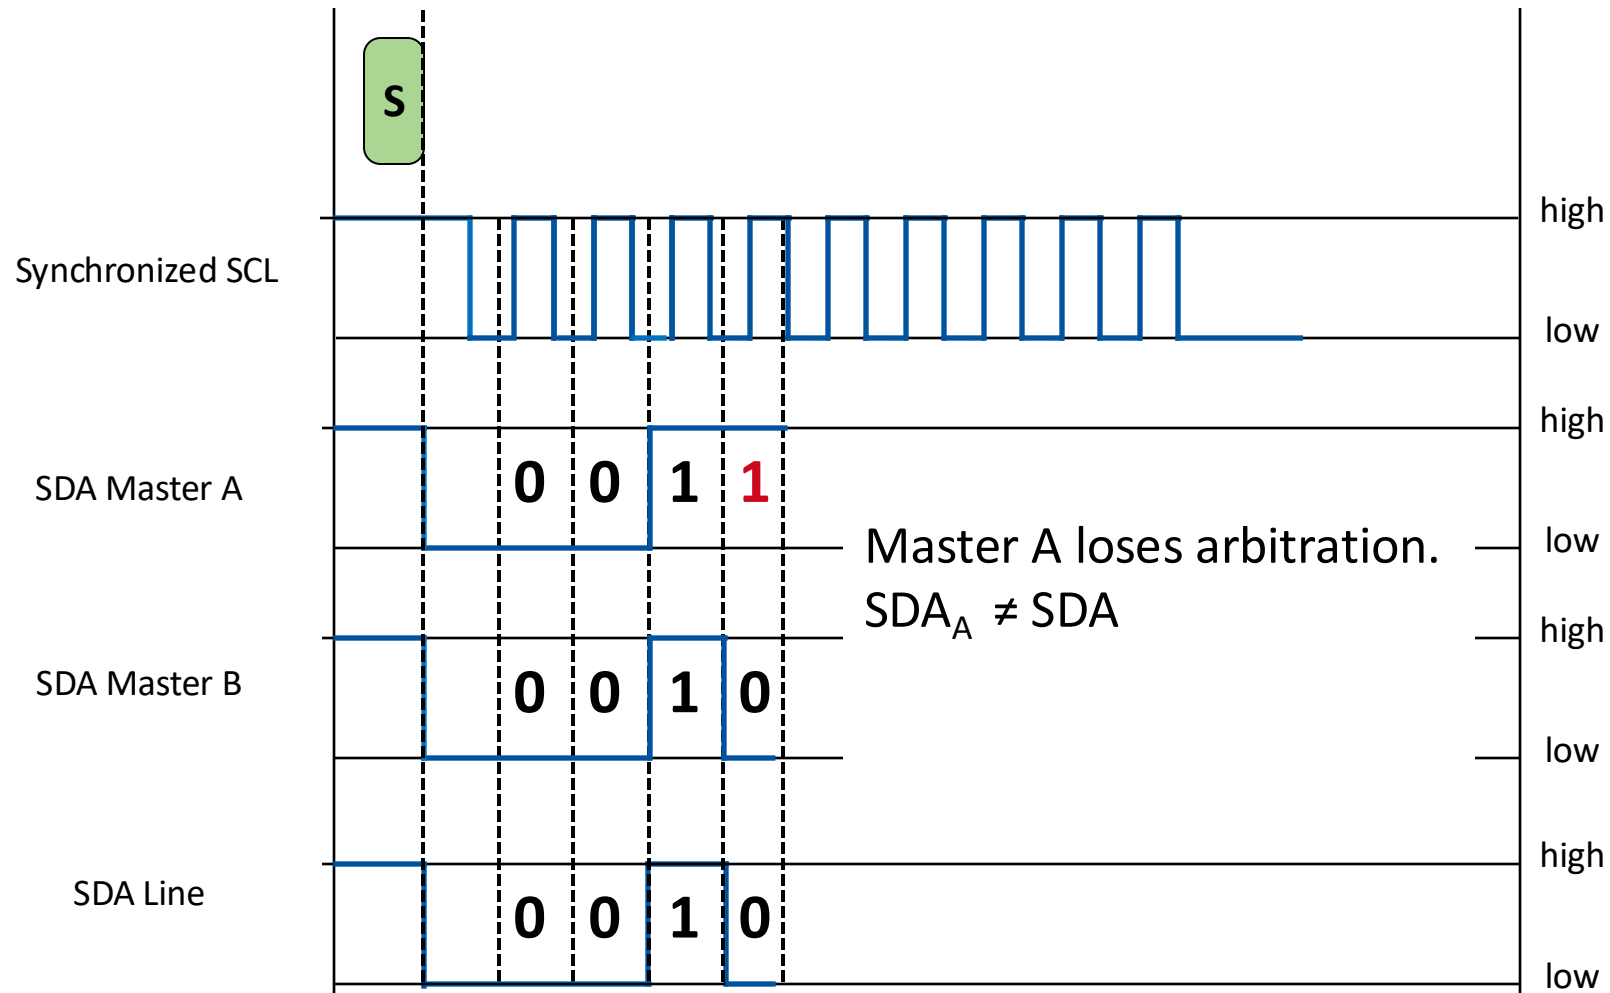 S
high
Synchronized SCL
low
high
SDA Master A
0 0 1 1
low
Master A loses arbitration.
SDA_A ≠ SDA
high
SDA Master B
0 0 1 0
low
high
SDA Line
0 0 1 0
low